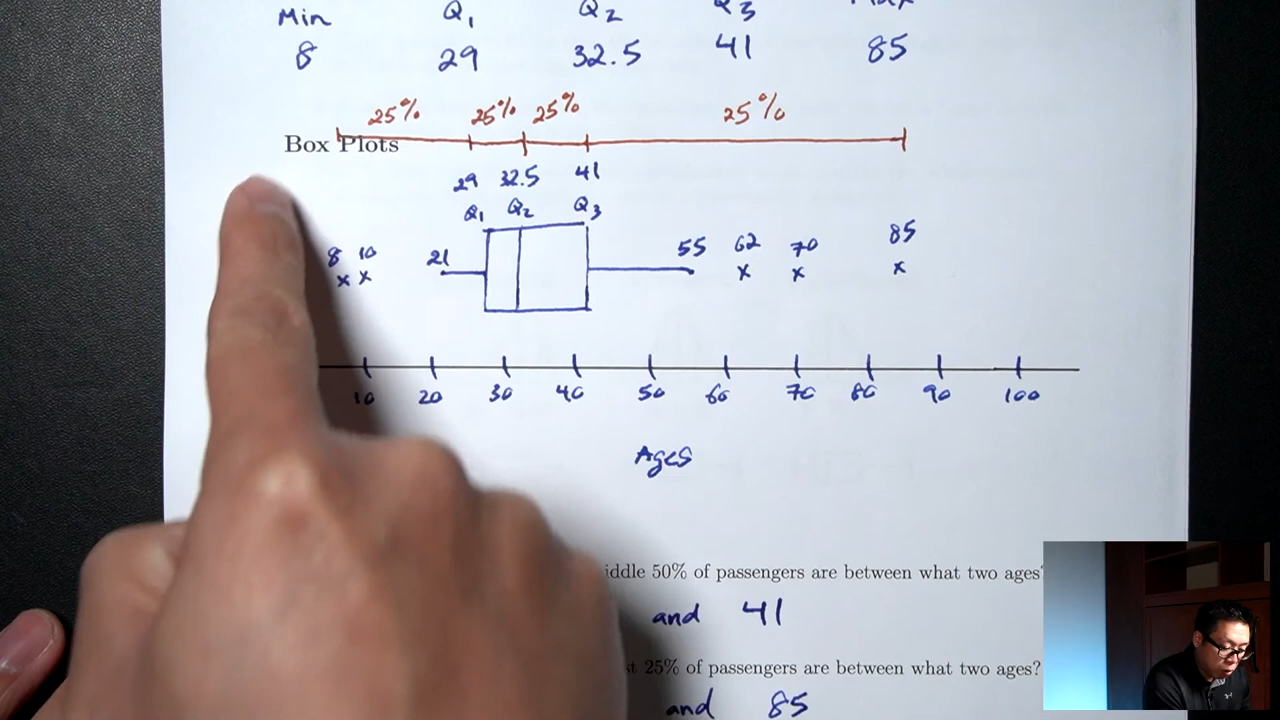 Min Q1 Q2 Q3 Max
8 29 32.5 41 85
25% 25% 25% 25%
Box Plots
29 32.5 41
Q1 Q2 Q3
8 10 21 55 62 70 85
x x x x x
10 20 30 40 50 60 70 80 90 100
Ages
iddle 50% of passengers are between what two ages?
and 41
t 25% of passengers are between what two ages?
and 85